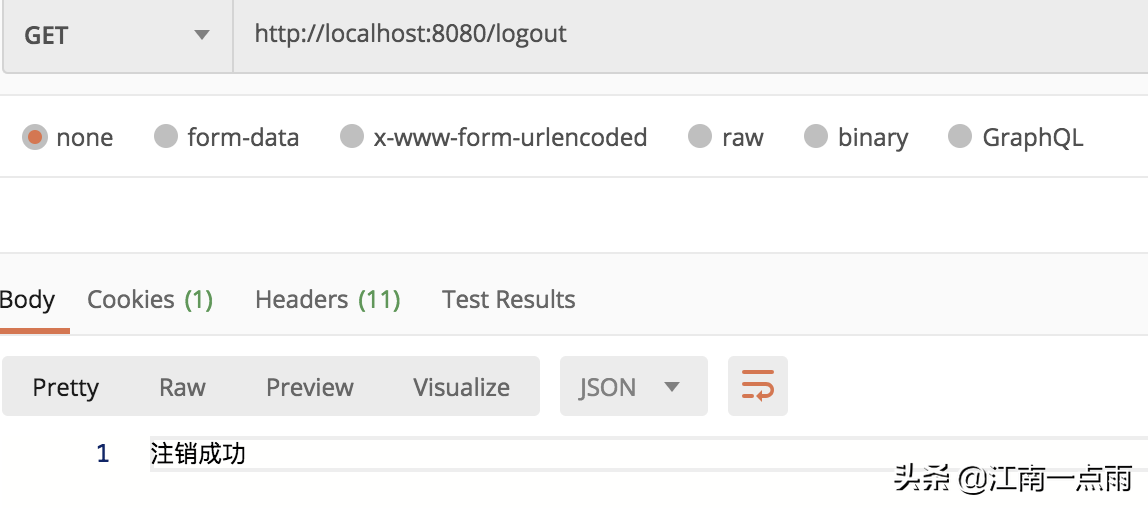 GET http://localhost:8080/logout
none form-data x-www-form-urlencoded raw binary GraphQL
Body Cookies (1) Headers (11) Test Results
Pretty Raw Preview Visualize JSON
1 注销成功
头条 @江南一点雨